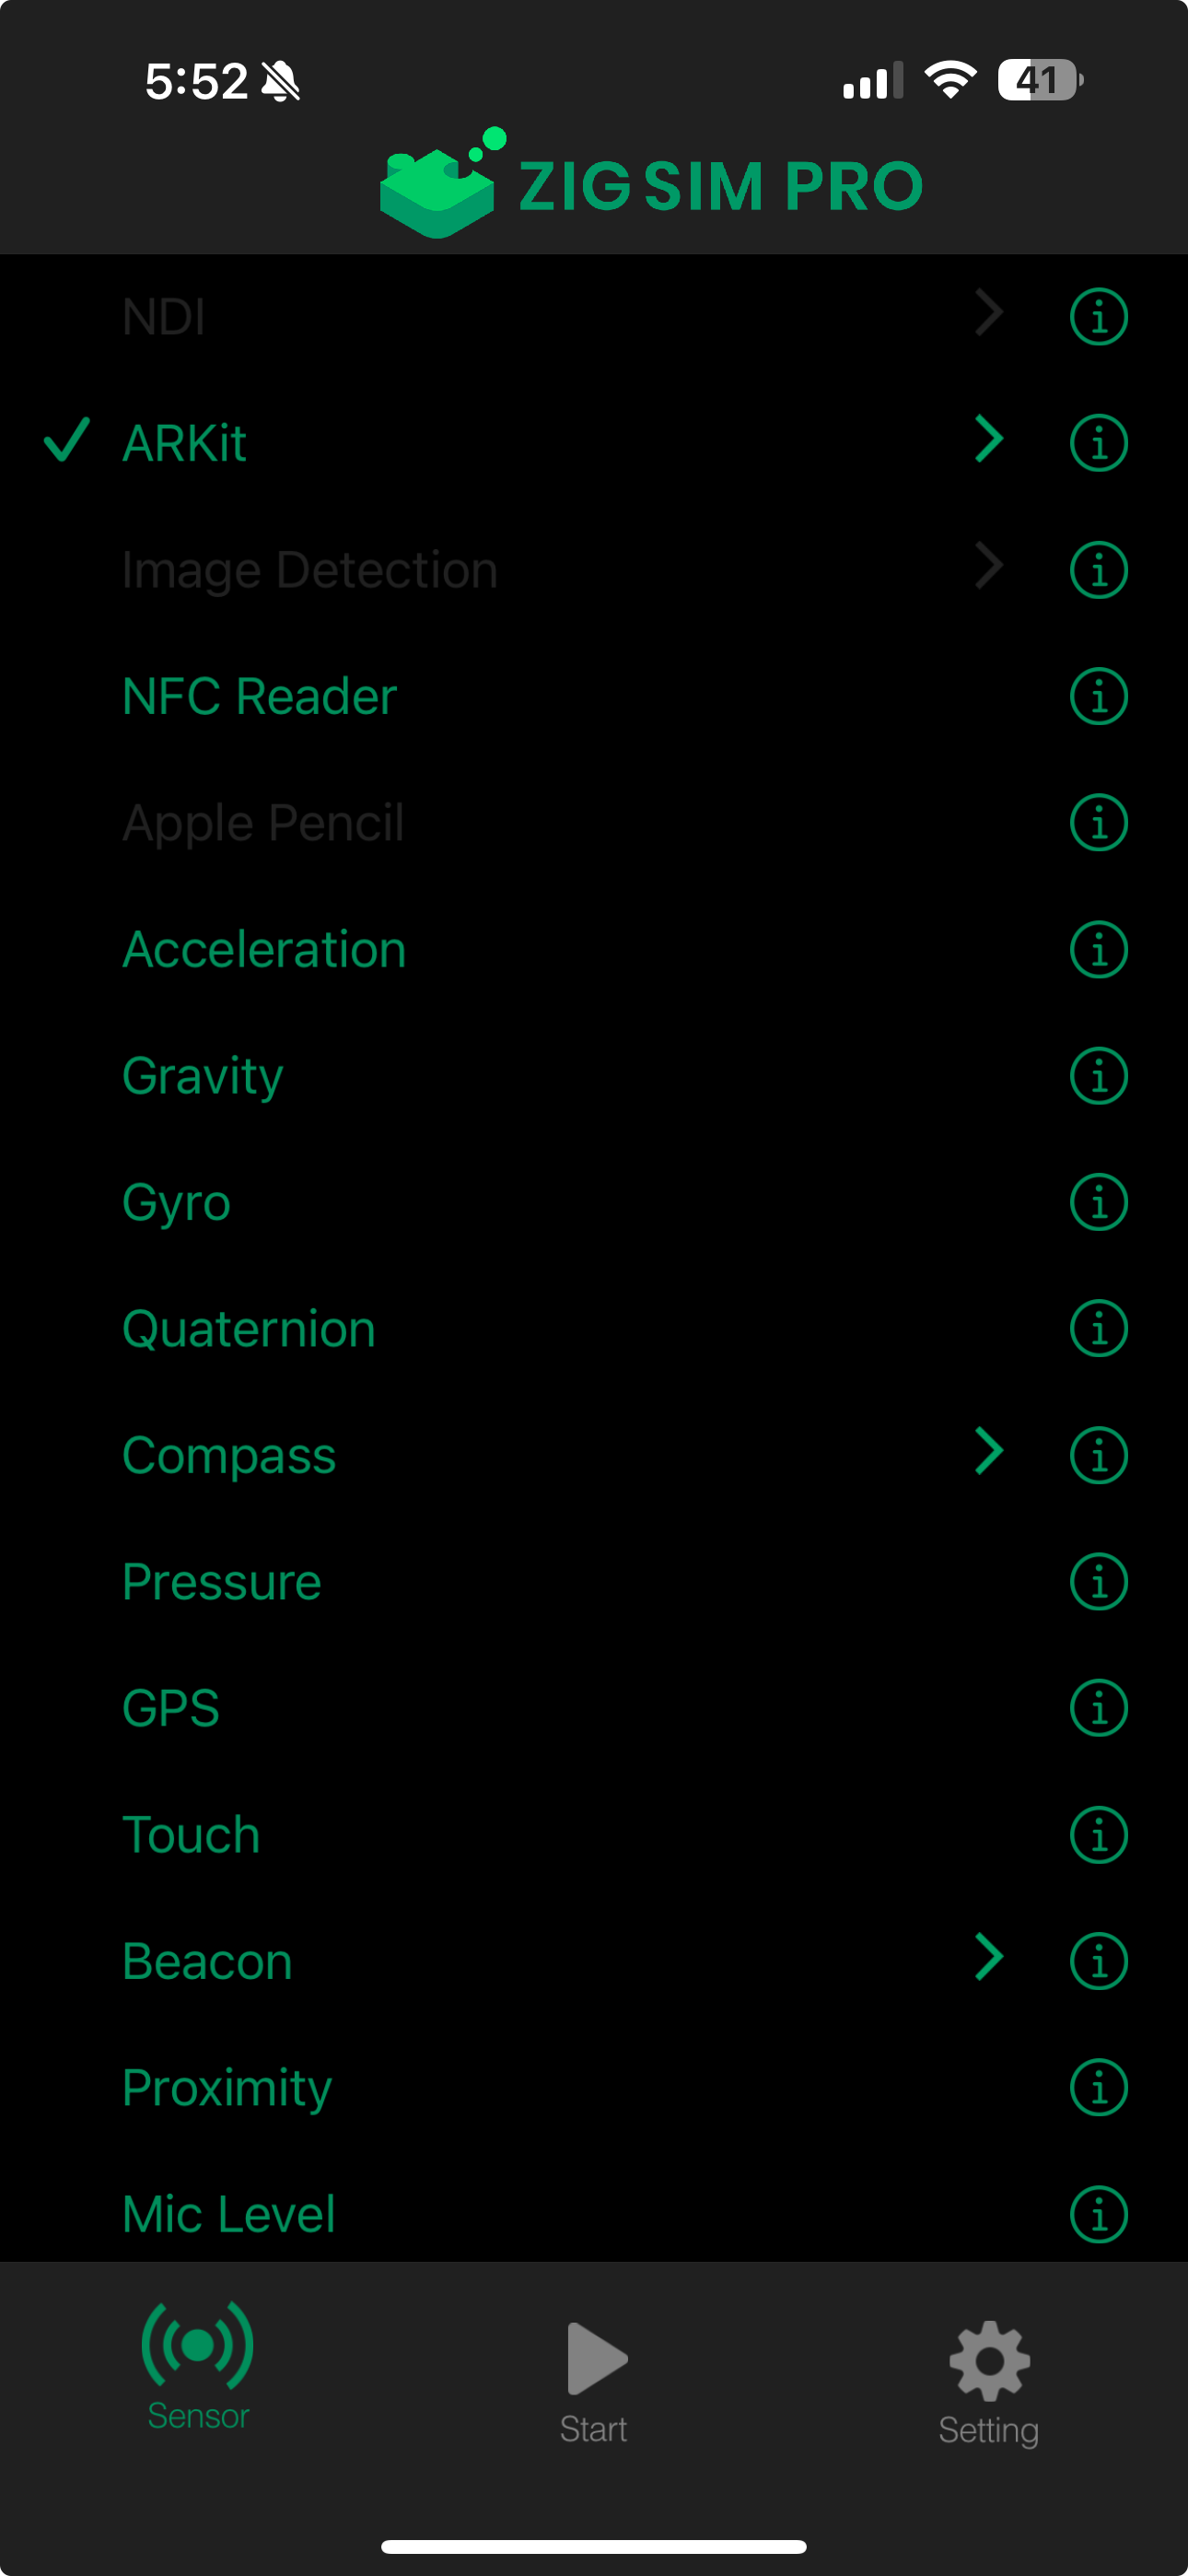 5:52
41
ZIG SIM PRO
NDI
ARKit
Image Detection
NFC Reader
Apple Pencil
Acceleration
Gravity
Gyro
Quaternion
Compass
Pressure
GPS
Touch
Beacon
Proximity
Mic Level
Sensor
Start
Setting